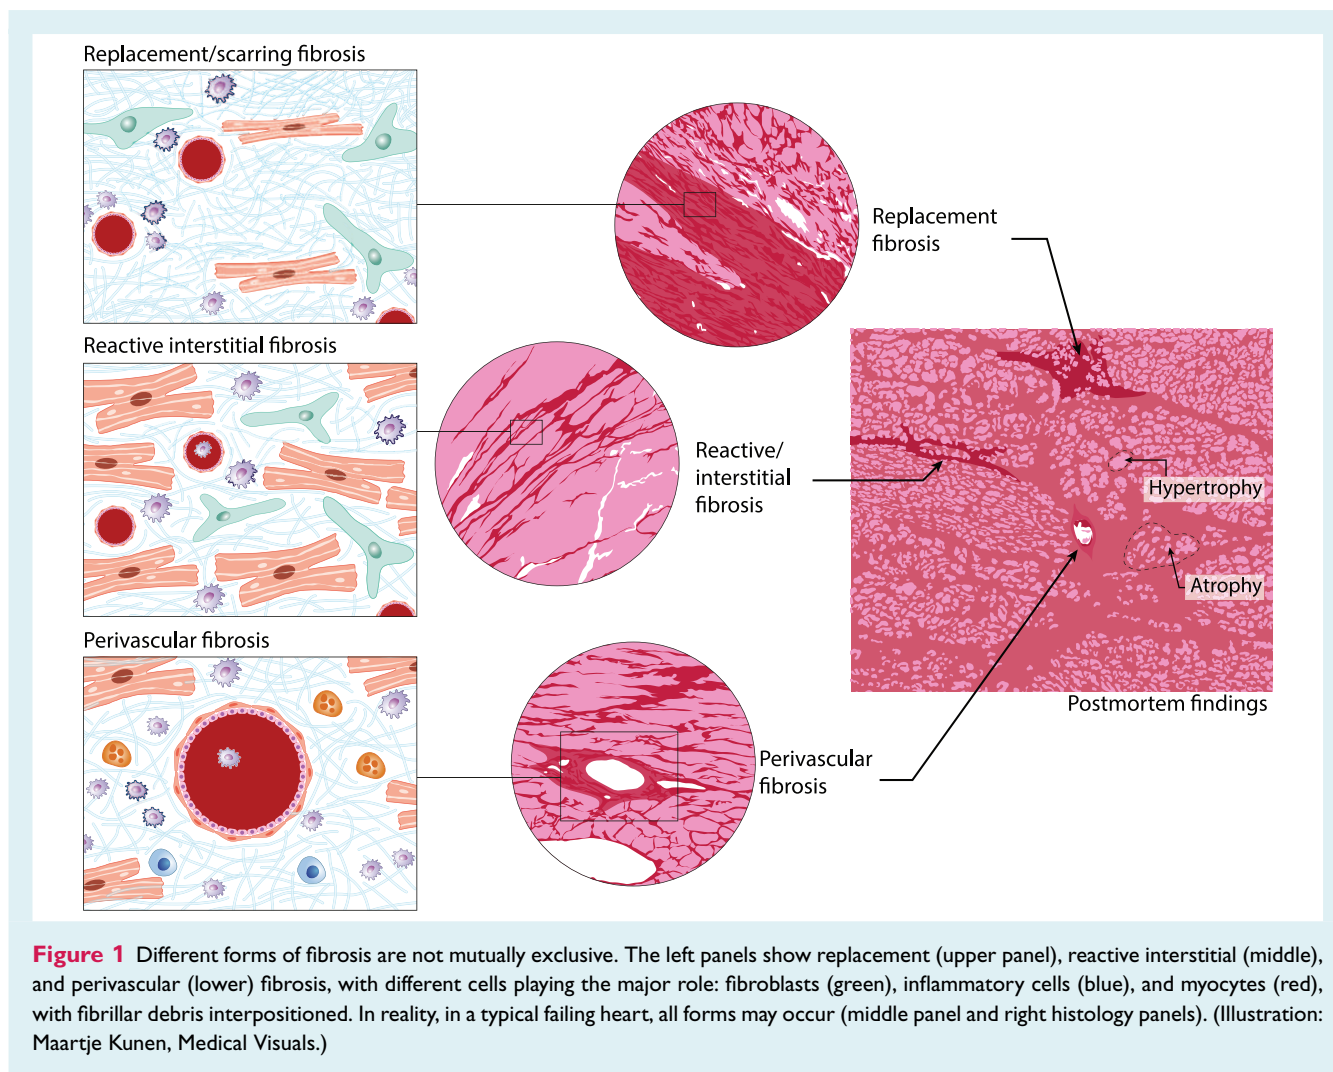 Replacement/scarring fibrosis
Replacement
fibrosis
Reactive interstitial fibrosis
Reactive/
interstitial
fibrosis
Hypertrophy
Atrophy
Postmortem findings
Perivascular fibrosis
Perivascular
fibrosis
Figure 1 Different forms of fibrosis are not mutually exclusive. The left panels show replacement (upper panel), reactive interstitial (middle),
and perivascular (lower) fibrosis, with different cells playing the major role: fibroblasts (green), inflammatory cells (blue), and myocytes (red),
with fibrillar debris interpositioned. In reality, in a typical failing heart, all forms may occur (middle panel and right histology panels). (Illustration:
Maartje Kunen, Medical Visuals.)